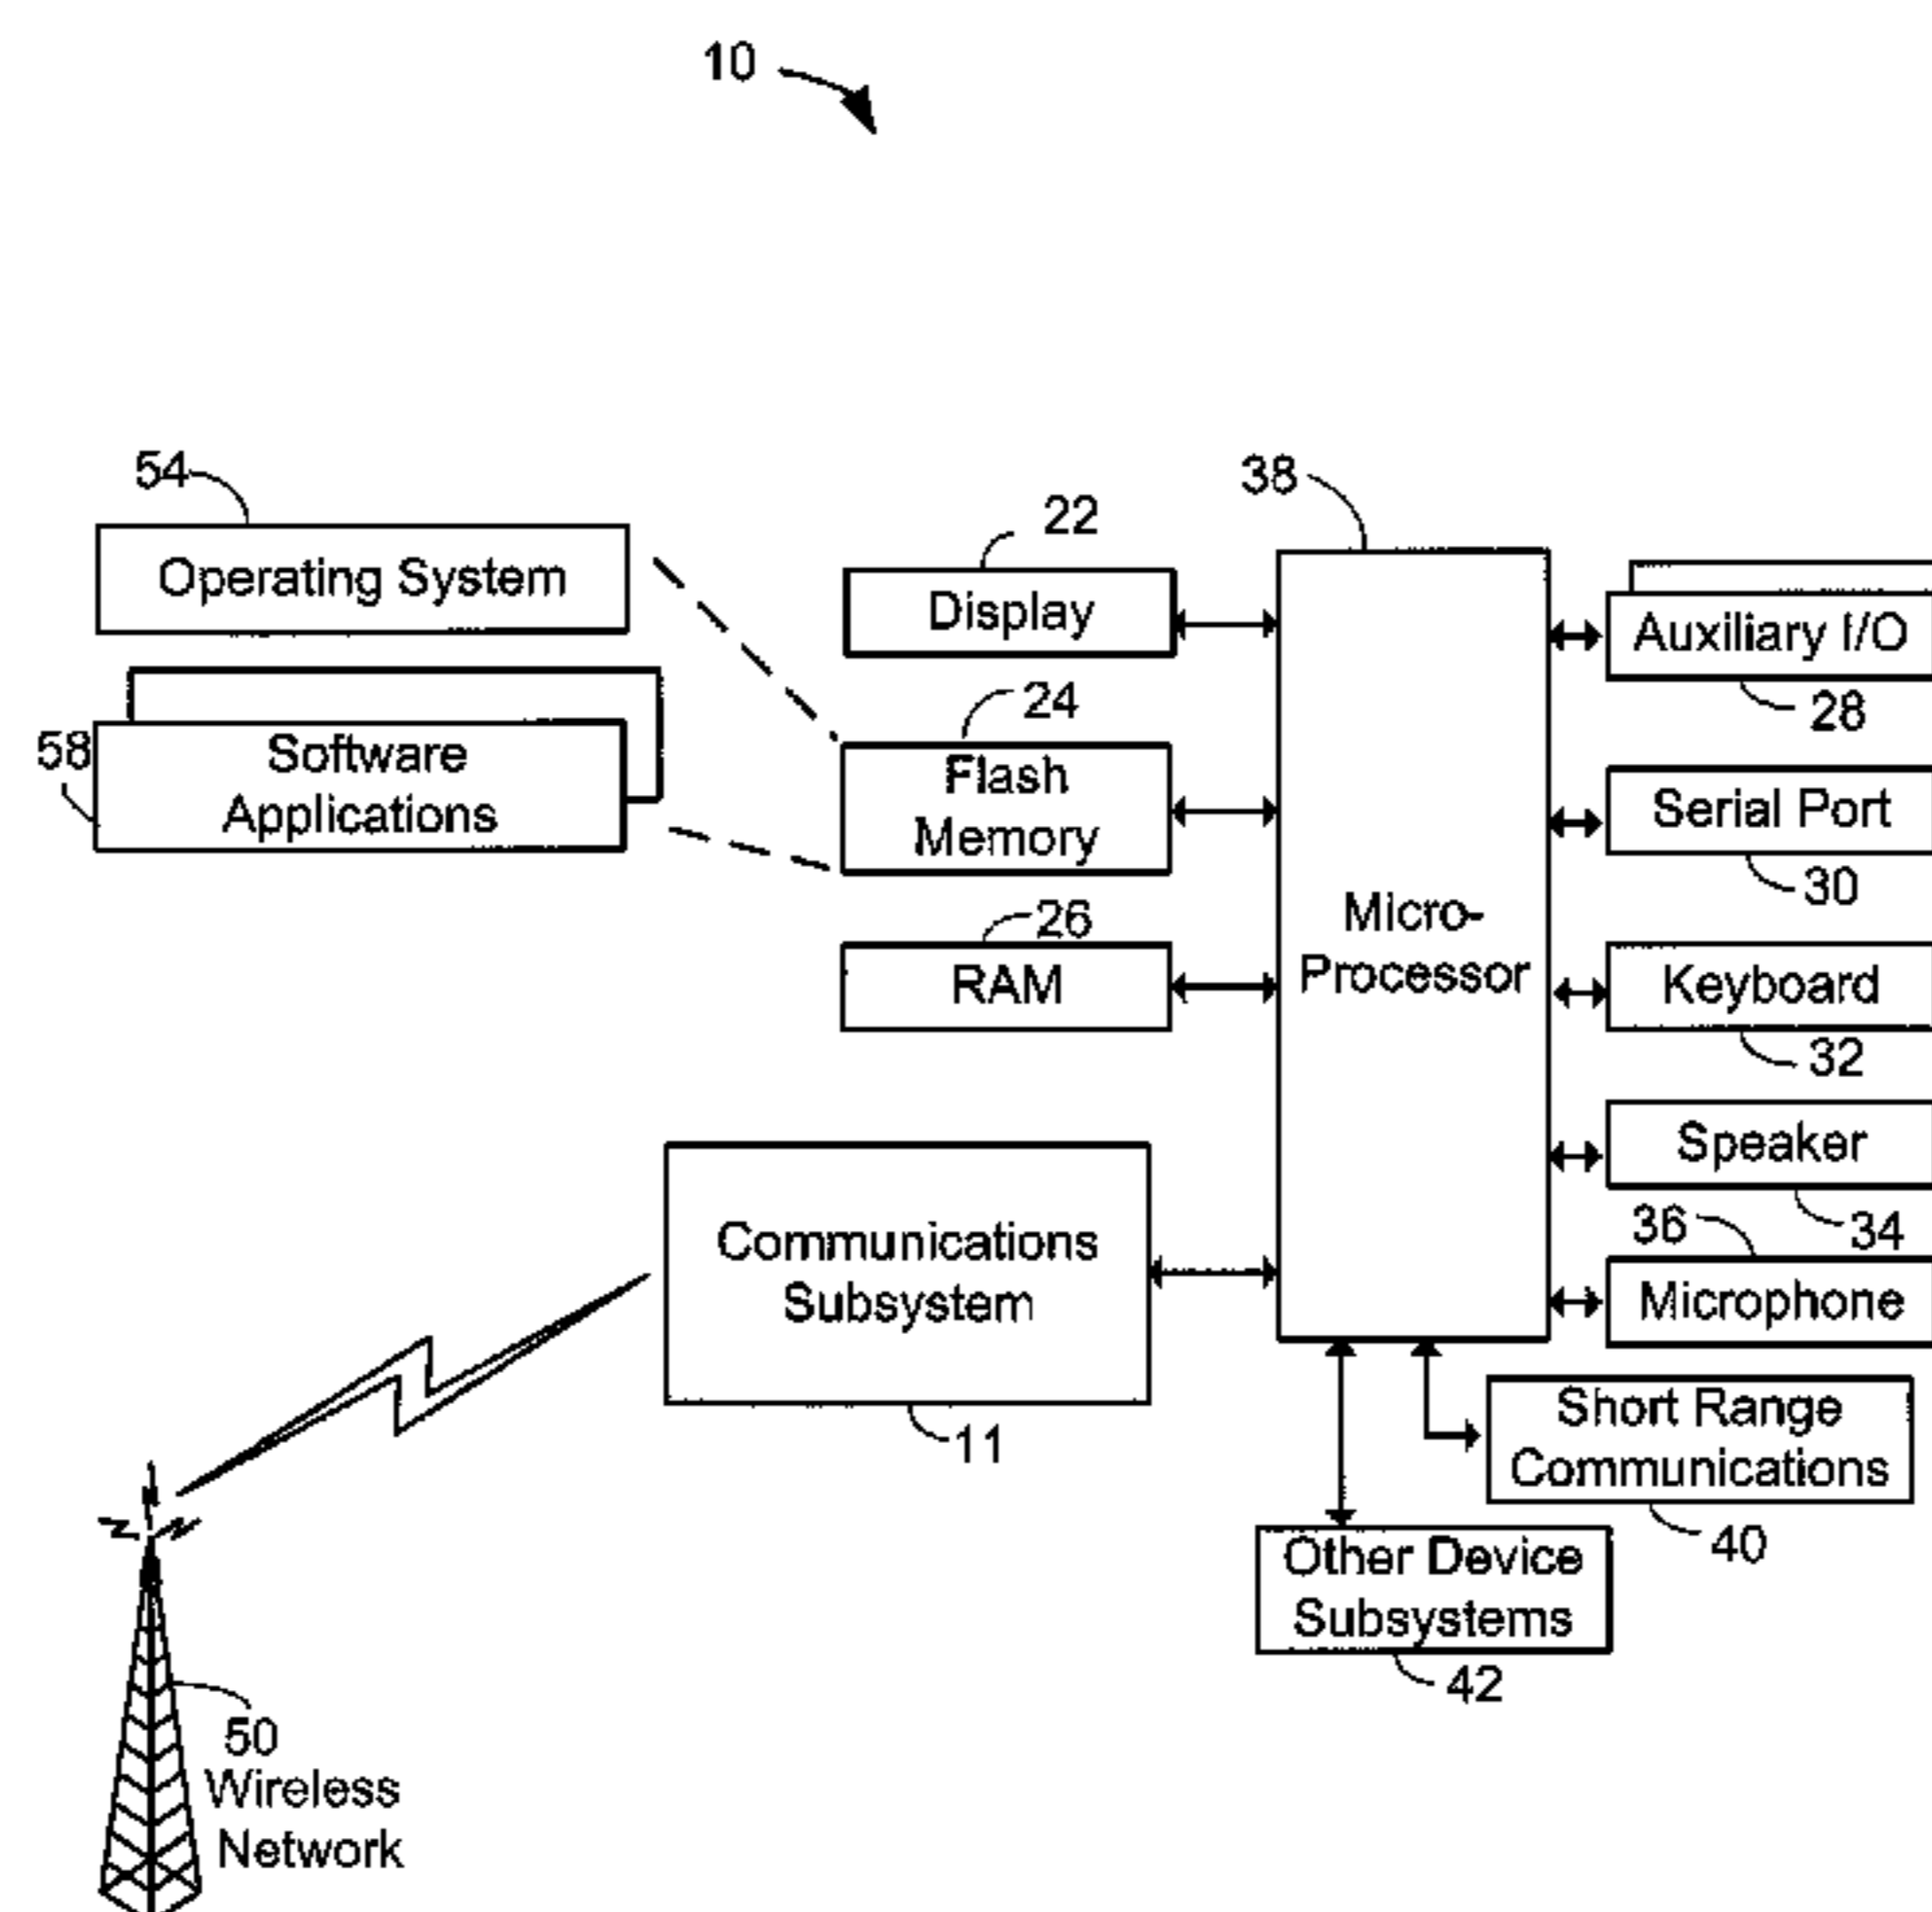 10
54
Operating System
58
Software
Applications
22
Display
24
Flash
Memory
26
RAM
38
Micro-
Processor
Auxiliary I/O
28
Serial Port
30
Keyboard
32
Speaker
34
36
Microphone
Communications
Subsystem
11
Short Range
Communications
40
Other Device
Subsystems
42
50
Wireless
Network